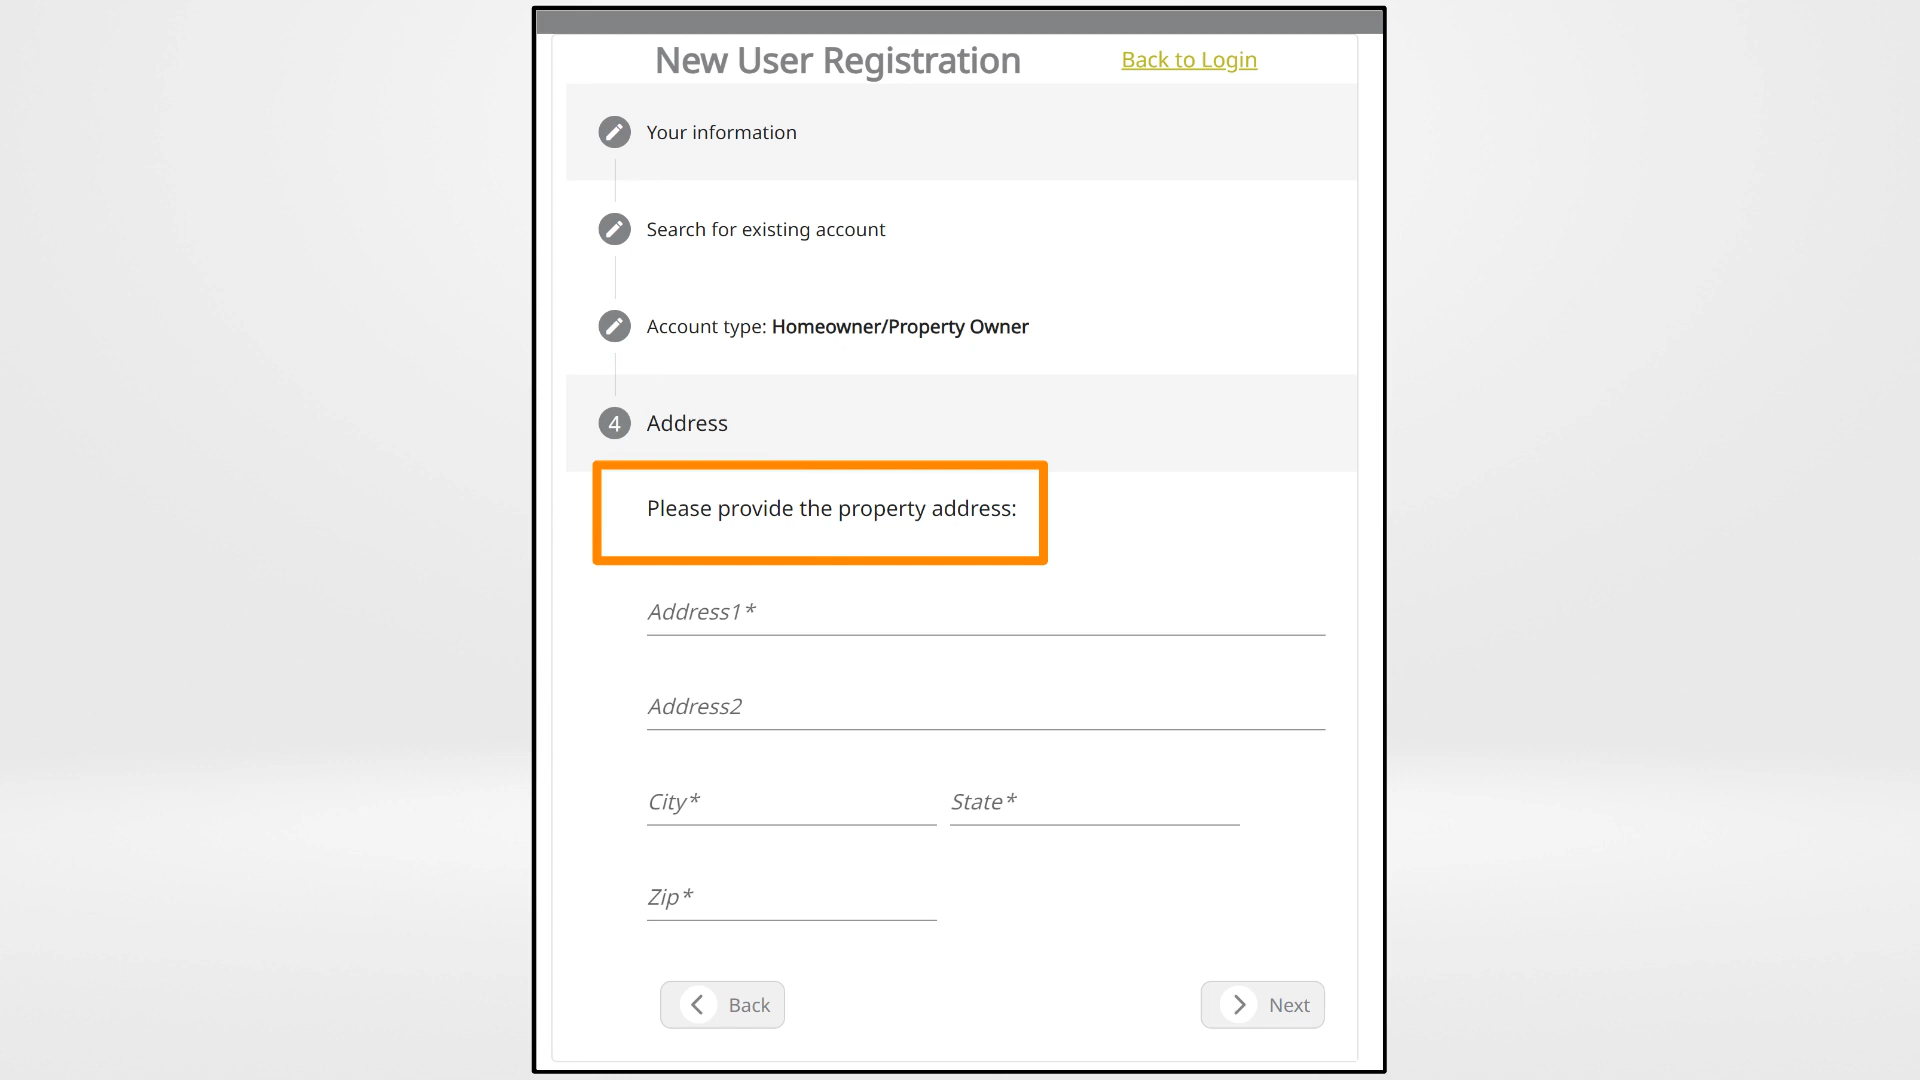 New User Registration
Back to Login
Your information
Search for existing account
Account type: Homeowner/Property Owner
4 Address
Please provide the property address:
Address1*
Address2
City* State*
Zip*
Back Next